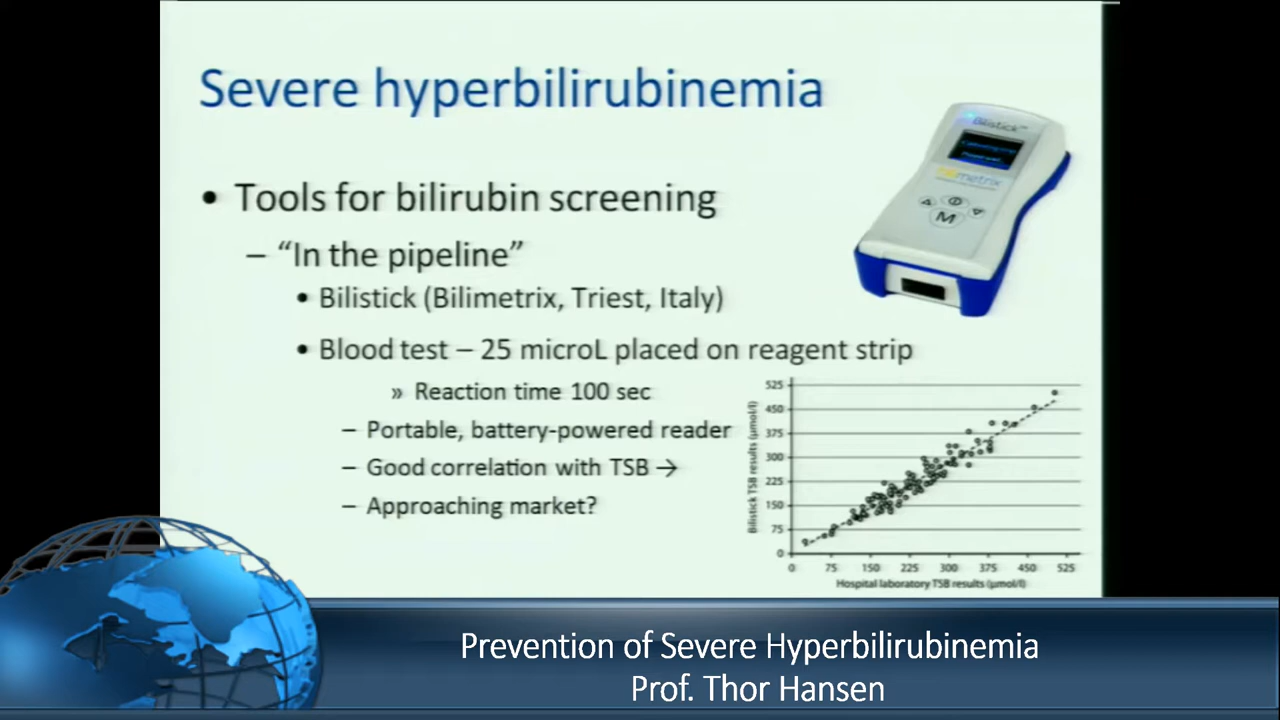 Severe hyperbilirubinemia
• Tools for bilirubin screening
– “In the pipeline”
• Bilistick (Bilimetrix, Triest, Italy)
• Blood test – 25 microL placed on reagent strip
» Reaction time 100 sec
– Portable, battery-powered reader
– Good correlation with TSB →
– Approaching market?
Bilistick™
metrix
M
Bilistick TSB results (µmol/l)
525
450
375
300
225
150
75
0
0 75 150 225 300 375 450 525
Hospital laboratory TSB results (µmol/l)
Prevention of Severe Hyperbilirubinemia
Prof. Thor Hansen